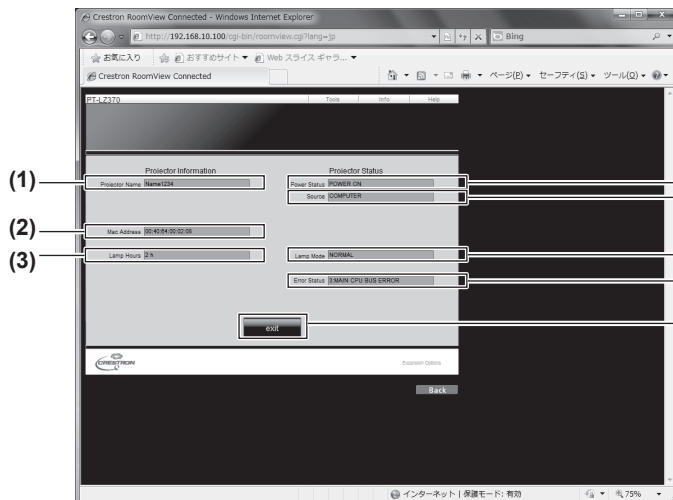 Crestron RoomView Connected - Windows Internet Explorer
http://192.168.10.100/cgi-bin/roomview.cgi?lang=jp
Bing
お気に入り おすすめサイト Web スライス ギャラ...
Crestron RoomView Connected
ページ(P) セーフティ(S) ツール(O)
PT-LZ370
Tools Info Help
Projector Information Projector Status
(1)
Projector Name Name1234
Power Status POWER ON
Source COMPUTER
(2)
Mac Address 00:40:64:00:02:06
(3)
Lamp Hours 2 h
Lamp Mode NORMAL
Error Status 3:MAIN CPU BUS ERROR
exit
CRESTRON
Expansion Options
Back
インターネット | 保護モード: 有効
75%